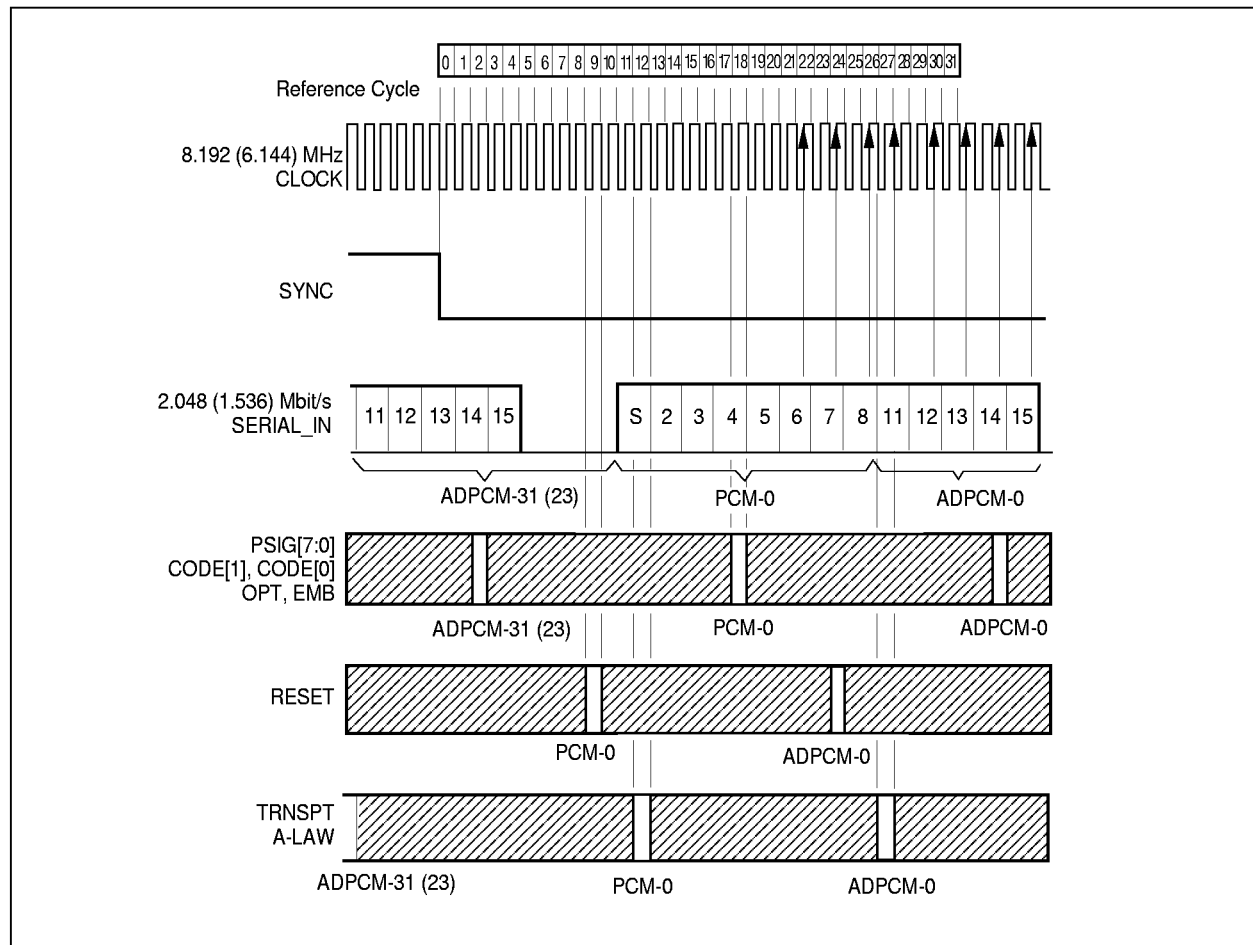 0 1 2 3 4 5 6 7 8 9 10 11 12 13 14 15 16 17 18 19 20 21 22 23 24 25 26 27 28 29 30 31
Reference Cycle
8.192 (6.144) MHz
CLOCK
SYNC
2.048 (1.536) Mbit/s
SERIAL_IN
11 12 13 14 15 S 2 3 4 5 6 7 8 11 12 13 14 15
ADPCM-31 (23) PCM-0 ADPCM-0
PSIG[7:0]
CODE[1], CODE[0]
OPT, EMB
ADPCM-31 (23) PCM-0 ADPCM-0
RESET
PCM-0 ADPCM-0
TRNSPT
A-LAW
ADPCM-31 (23) PCM-0 ADPCM-0